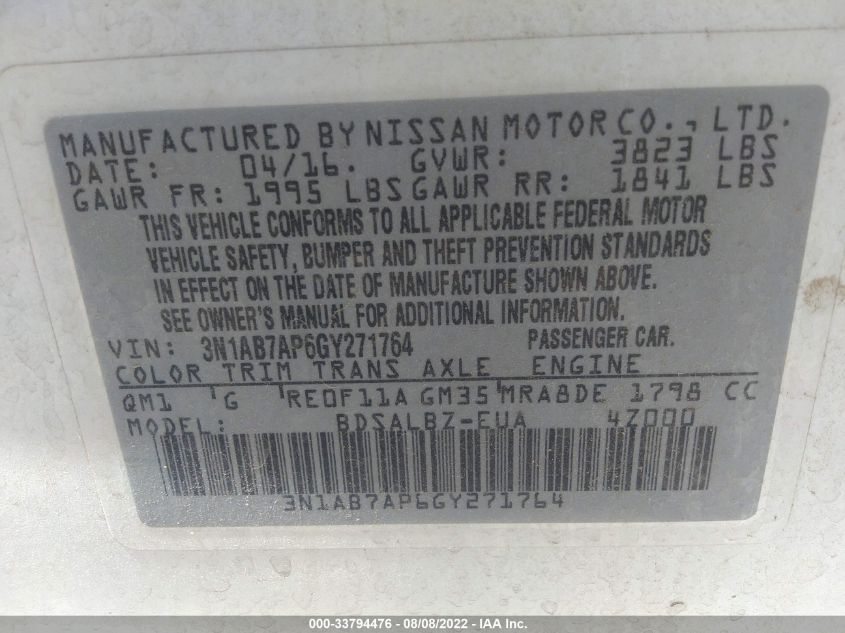 MANUFACTURED BY NISSAN MOTOR CO., LTD.
DATE: 04/16. GVWR: 3823 LBS
GAWR FR: 1995 LBS GAWR RR: 1841 LBS
THIS VEHICLE CONFORMS TO ALL APPLICABLE FEDERAL MOTOR
VEHICLE SAFETY, BUMPER AND THEFT PREVENTION STANDARDS
IN EFFECT ON THE DATE OF MANUFACTURE SHOWN ABOVE.
SEE OWNER'S MANUAL FOR ADDITIONAL INFORMATION.
VIN: 3N1AB7AP6GY271764 PASSENGER CAR.
COLOR TRIM TRANS AXLE ENGINE
QM1 'G 'RE0F11A GM35 MRA8DE 1798 CC
MODEL: BDSALBZ-EUA 4Z000
3N1AB7AP6GY271764
000-33794476 - 08/08/2022 - IAA Inc.